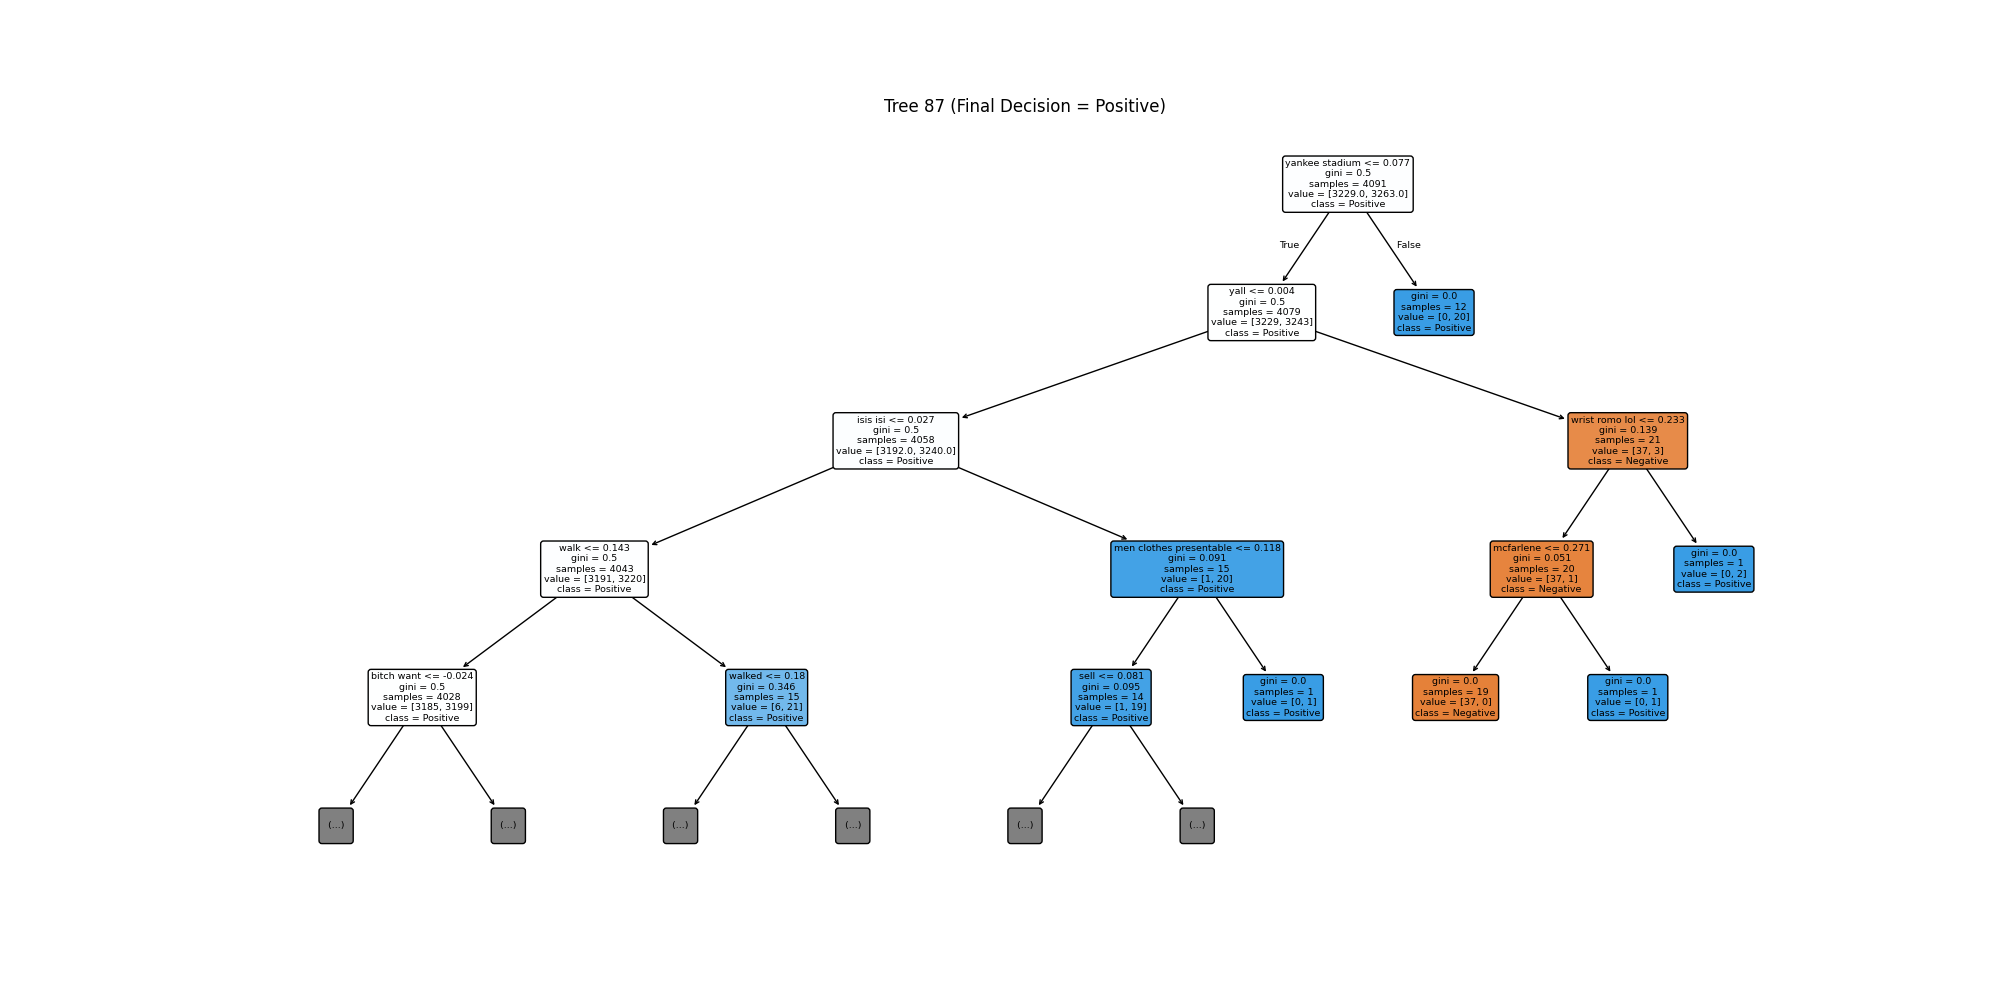 Tree 87 (Final Decision = Positive)
yankee stadium <= 0.077
gini = 0.5
samples = 4091
value = [3229.0, 3263.0]
class = Positive
True
False
yall <= 0.004
gini = 0.5
samples = 4079
value = [3229, 3243]
class = Positive
gini = 0.0
samples = 12
value = [0, 20]
class = Positive
isis isi <= 0.027
gini = 0.5
samples = 4058
value = [3192.0, 3240.0]
class = Positive
wrist romo lol <= 0.233
gini = 0.139
samples = 21
value = [37, 3]
class = Negative
walk <= 0.143
gini = 0.5
samples = 4043
value = [3191, 3220]
class = Positive
men clothes presentable <= 0.118
gini = 0.091
samples = 15
value = [1, 20]
class = Positive
mcfarlene <= 0.271
gini = 0.051
samples = 20
value = [37, 1]
class = Negative
gini = 0.0
samples = 1
value = [0, 2]
class = Positive
bitch want <= -0.024
gini = 0.5
samples = 4028
value = [3185, 3199]
class = Positive
walked <= 0.18
gini = 0.346
samples = 15
value = [6, 21]
class = Positive
sell <= 0.081
gini = 0.095
samples = 14
value = [1, 19]
class = Positive
gini = 0.0
samples = 1
value = [0, 1]
class = Positive
gini = 0.0
samples = 19
value = [37, 0]
class = Negative
gini = 0.0
samples = 1
value = [0, 1]
class = Positive
(...)
(...)
(...)
(...)
(...)
(...)